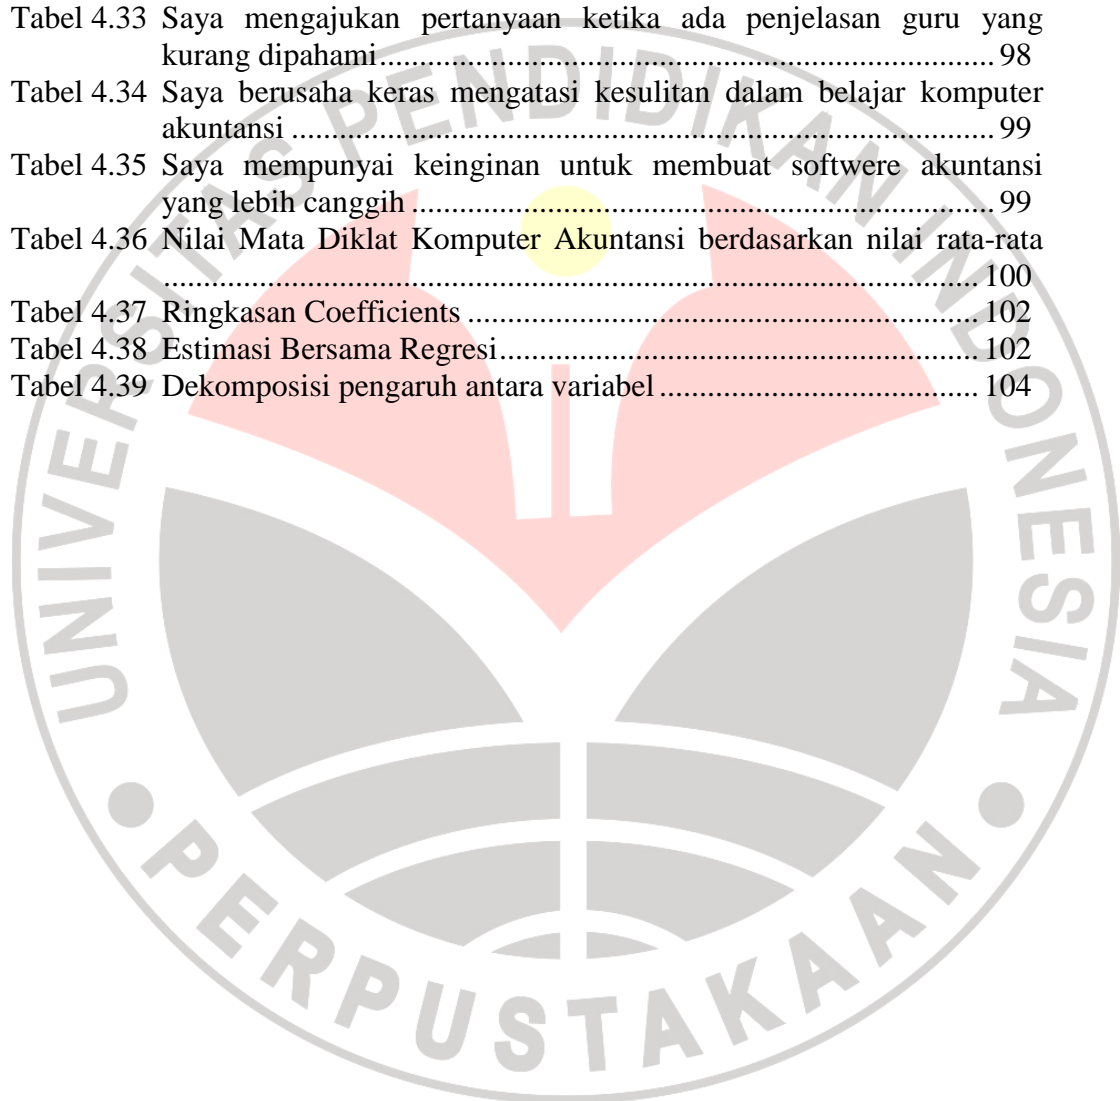 Tabel 4.33 Saya mengajukan pertanyaan ketika ada penjelasan guru yang
kurang dipahami.......................................................................... 98
Tabel 4.34 Saya berusaha keras mengatasi kesulitan dalam belajar komputer
akuntansi ..................................................................................... 99
Tabel 4.35 Saya mempunyai keinginan untuk membuat softwere akuntansi
yang lebih canggih ...................................................................... 99
Tabel 4.36 Nilai Mata Diklat Komputer Akuntansi berdasarkan nilai rata-rata
.................................................................................................. 100
Tabel 4.37 Ringkasan Coefficients ............................................................. 102
Tabel 4.38 Estimasi Bersama Regresi.......................................................... 102
Tabel 4.39 Dekomposisi pengaruh antara variabel ...................................... 104
UNIVERSITAS PENDIDIKAN INDONESIA
PERPUSTAKAAN